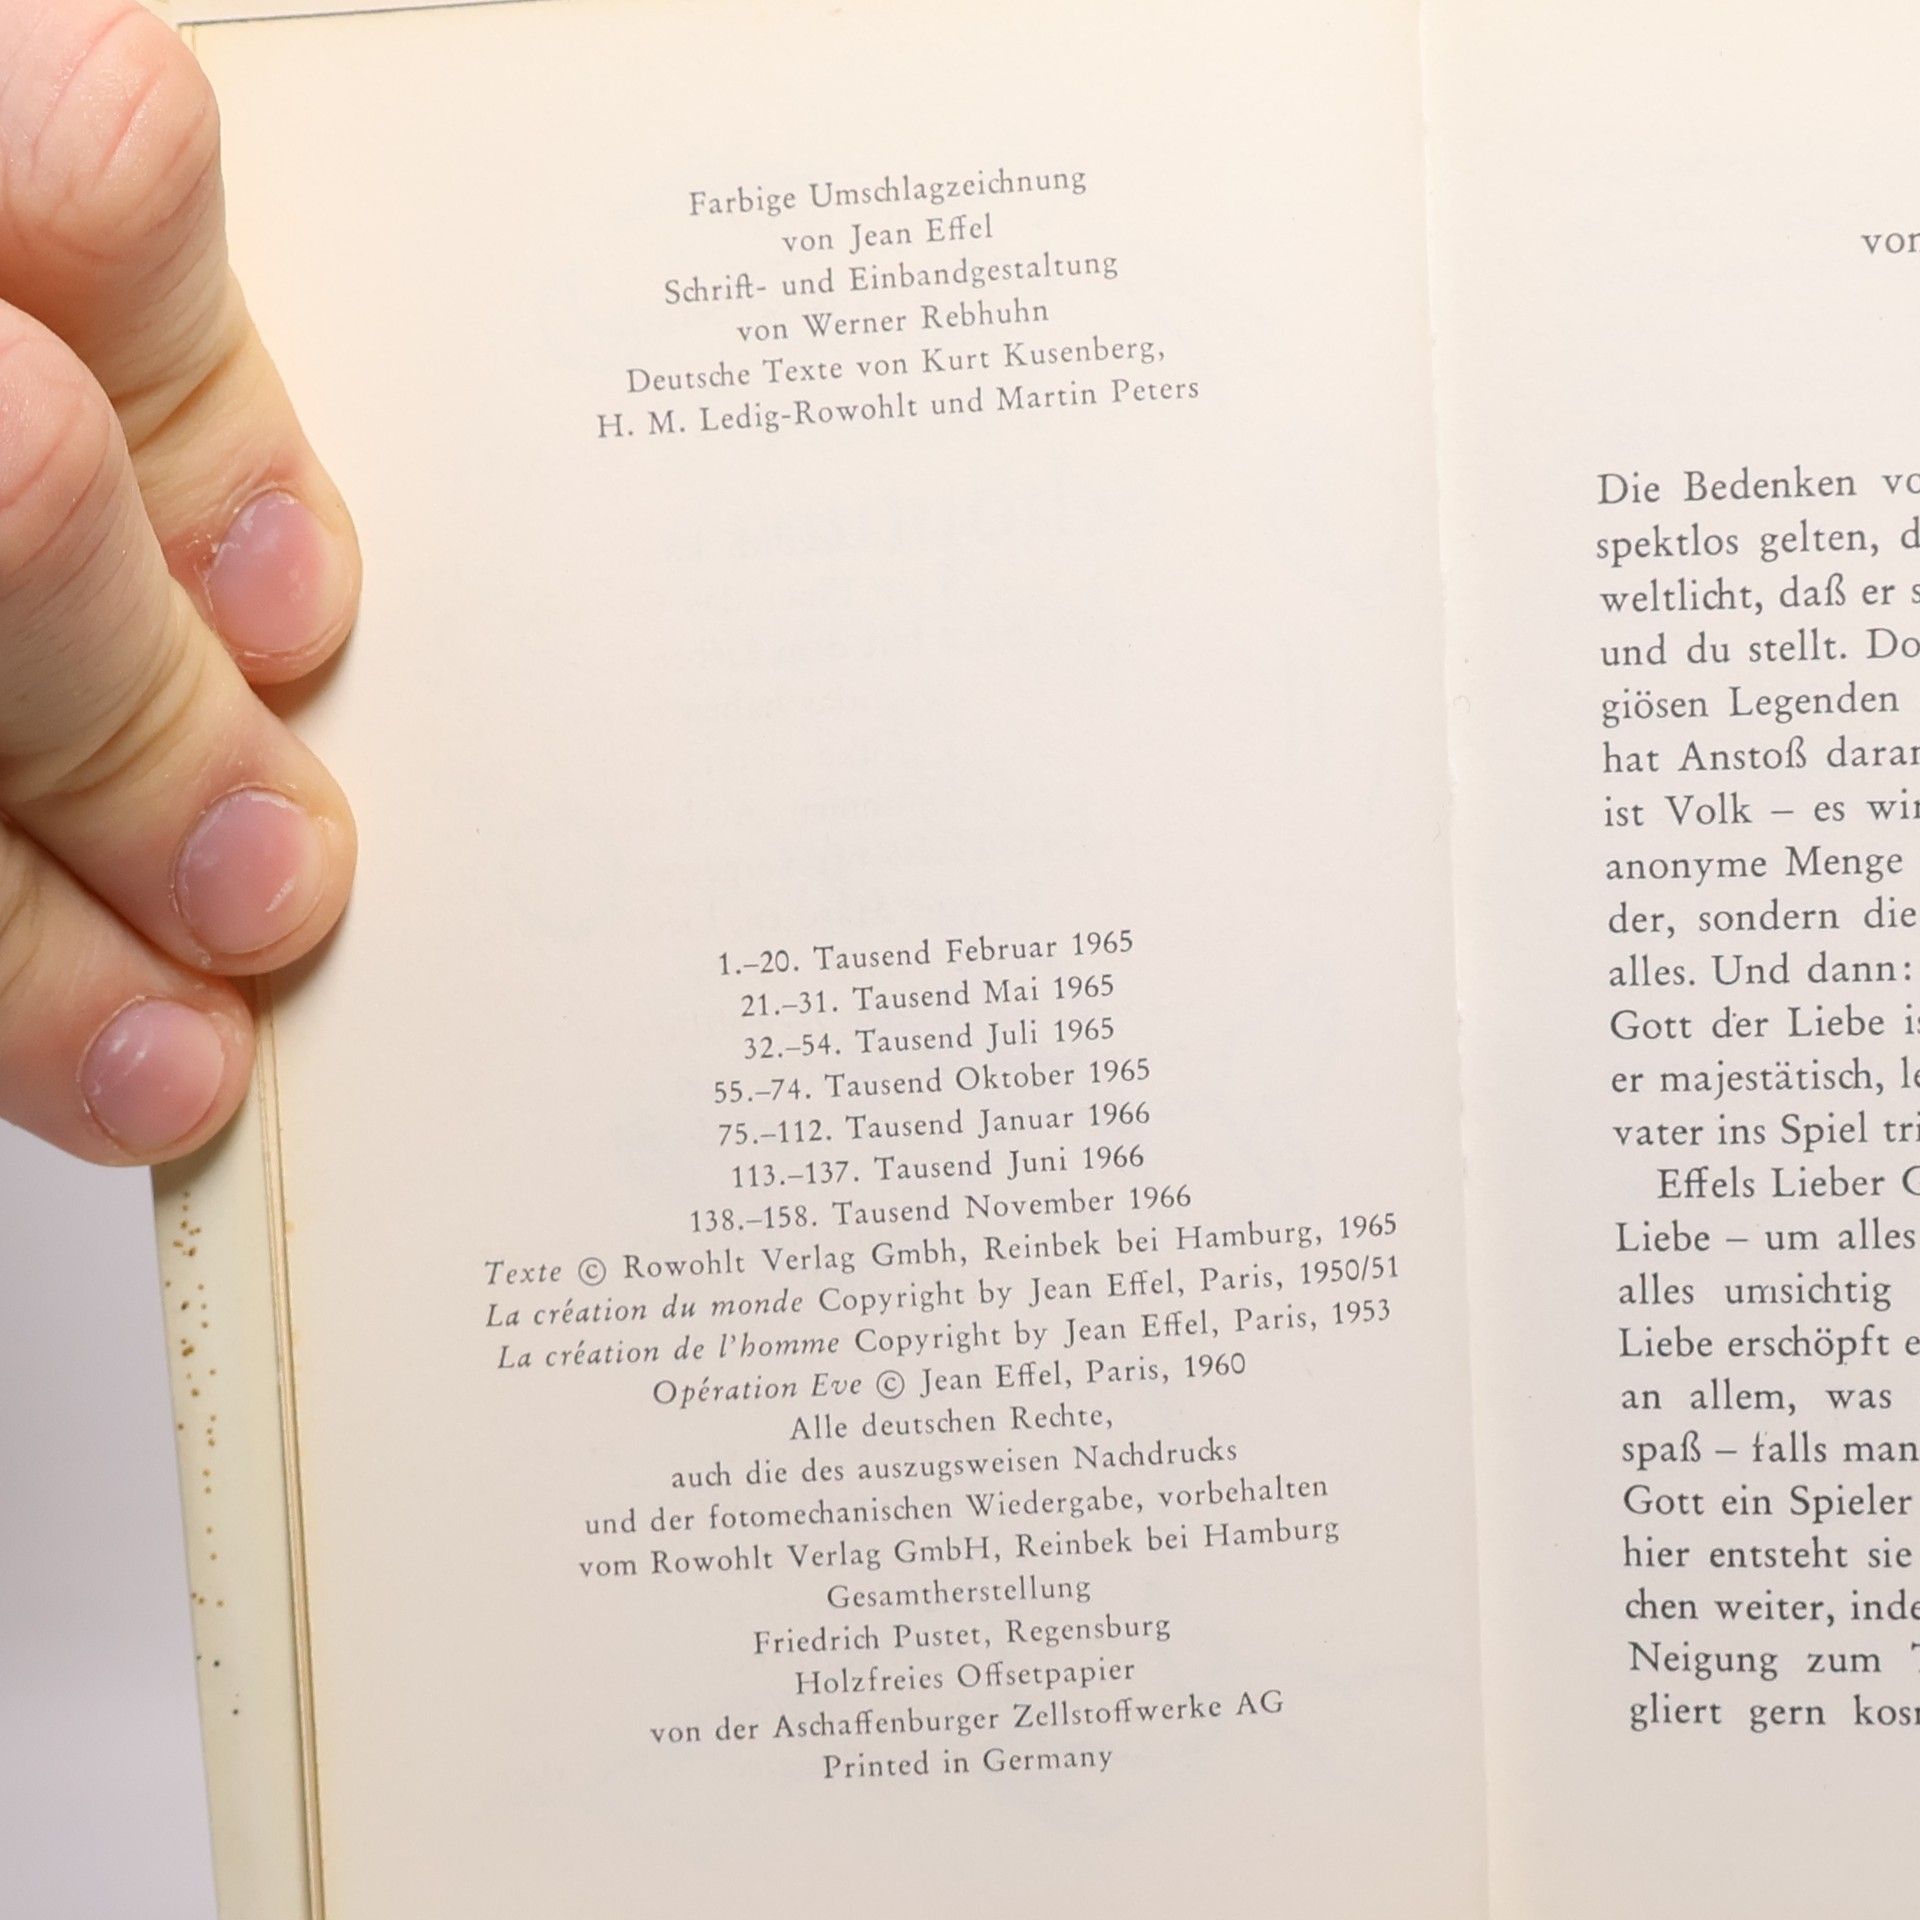 Farbige Umschlagzeichnung
von Jean Effel
Schrift- und Einbandgestaltung
von Werner Rebhuhn
Deutsche Texte von Kurt Kusenberg,
H. M. Ledig-Rowohlt und Martin Peters
1.–20. Tausend Februar 1965
21.–31. Tausend Mai 1965
32.–54. Tausend Juli 1965
55.–74. Tausend Oktober 1965
75.–112. Tausend Januar 1966
113.–137. Tausend Juni 1966
138.–158. Tausend November 1966
Texte © Rowohlt Verlag Gmbh, Reinbek bei Hamburg, 1965
La création du monde Copyright by Jean Effel, Paris, 1950/51
La création de l'homme Copyright by Jean Effel, Paris, 1953
Opération Eve © Jean Effel, Paris, 1960
Alle deutschen Rechte,
auch die des auszugsweisen Nachdrucks
und der fotomechanischen Wiedergabe, vorbehalten
vom Rowohlt Verlag GmbH, Reinbek bei Hamburg
Gesamtherstellung
Friedrich Pustet, Regensburg
Holzfreies Offsetpapier
von der Aschaffenburger Zellstoffwerke AG
Printed in Germany
Die Bedenken
spektlos gelten,
weltlicht, daß er
und du stellt.
giösen Legenden
hat Anstoß
ist Volk – es
anonyme Menge
der, sondern die
alles. Und dann:
Gott der Liebe
er majestätisch,
vater ins Spiel
Effels Lieber
Liebe – um alles
alles umsichtig
Liebe erschöpft
an allem, was
spaß – falls man
Gott ein Spieler
hier entsteht sie
chen weiter,
Neigung zum
gliert gern